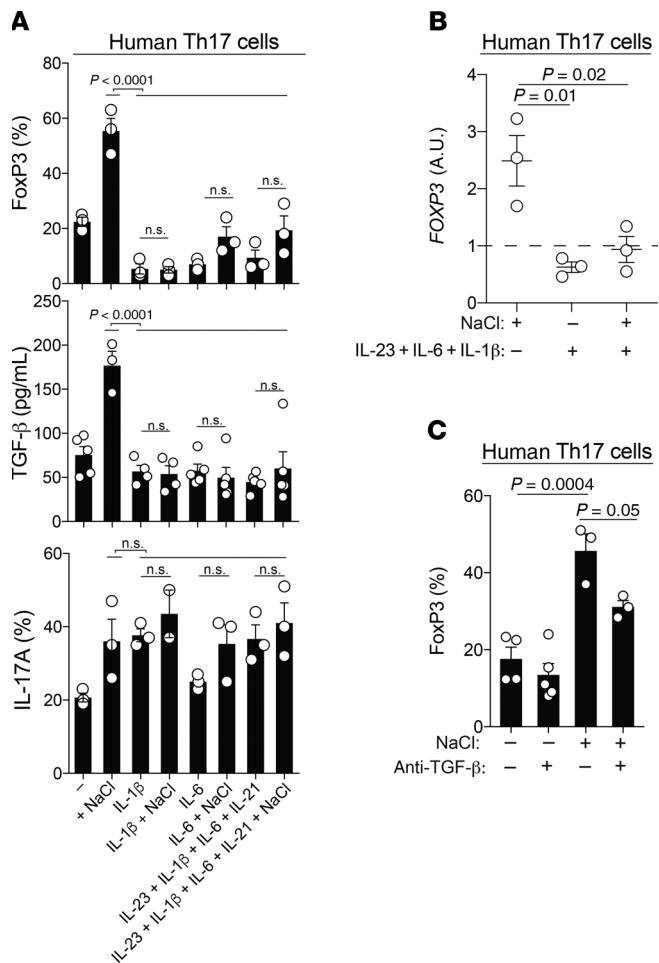 A
Human Th17 cells
P < 0.0001
FoxP3 (%)
80
60
40
20
0
n.s.
n.s.
n.s.
P < 0.0001
TGF-β (pg/mL)
250
200
150
100
50
0
n.s.
n.s.
n.s.
n.s.
IL-17A (%)
60
40
20
0
n.s.
n.s.
n.s.
–
+ NaCl
IL-1β
IL-1β + NaCl
IL-6
IL-6 + NaCl
IL-23 + IL-1β + IL-6 + IL-21
IL-23 + IL-1β + IL-6 + IL-21 + NaCl
B
Human Th17 cells
P = 0.02
P = 0.01
FOXP3 (A.U.)
4
3
2
1
0
NaCl: + – +
IL-23 + IL-6 + IL-1β: – + +
C
Human Th17 cells
P = 0.0004
P = 0.05
FoxP3 (%)
60
40
20
0
NaCl: – – + +
Anti-TGF-β: – + – +